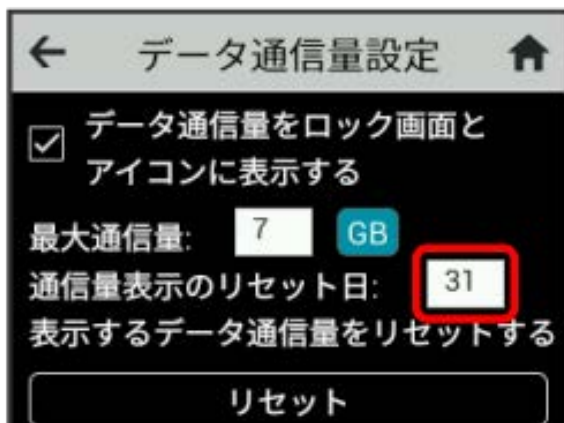 データ通信量設定
データ通信量をロック画面と
アイコンに表示する
最大通信量: 7 GB
通信量表示のリセット日: 31
表示するデータ通信量をリセットする
リセット